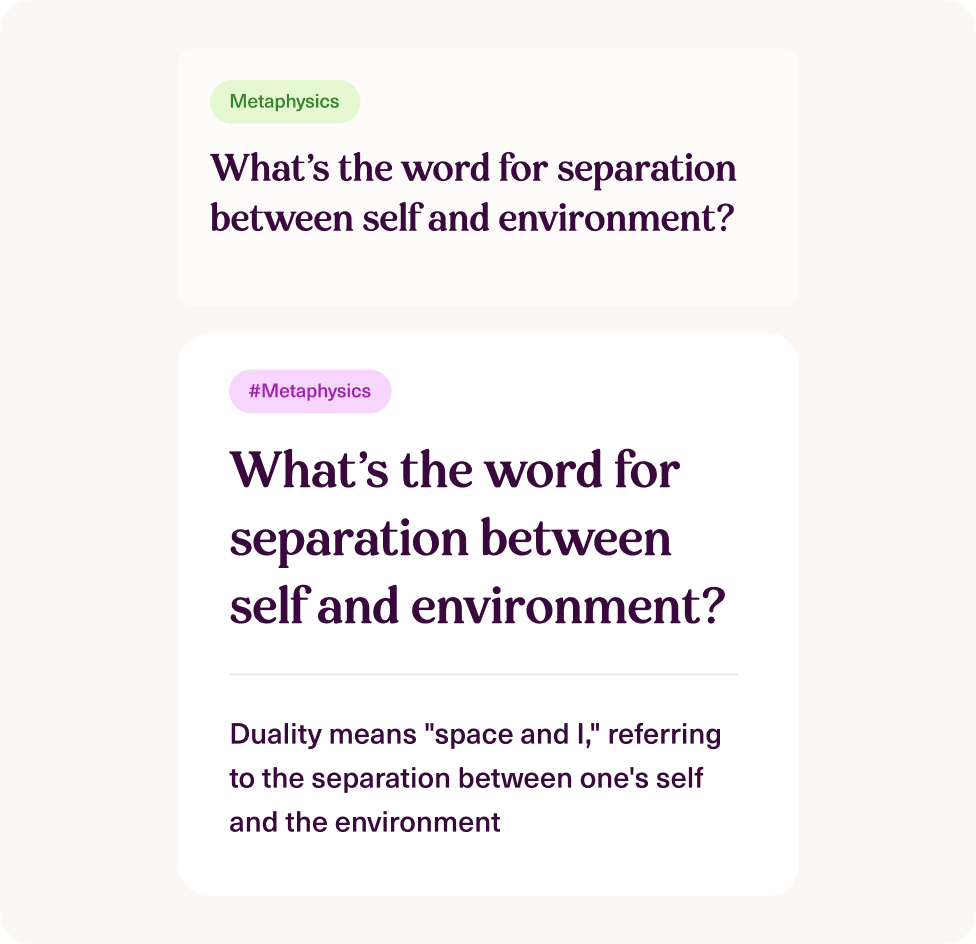 Metaphysics
What’s the word for separation
between self and environment?
#Metaphysics
What’s the word for
separation between
self and environment?
Duality means "space and I," referring
to the separation between one's self
and the environment